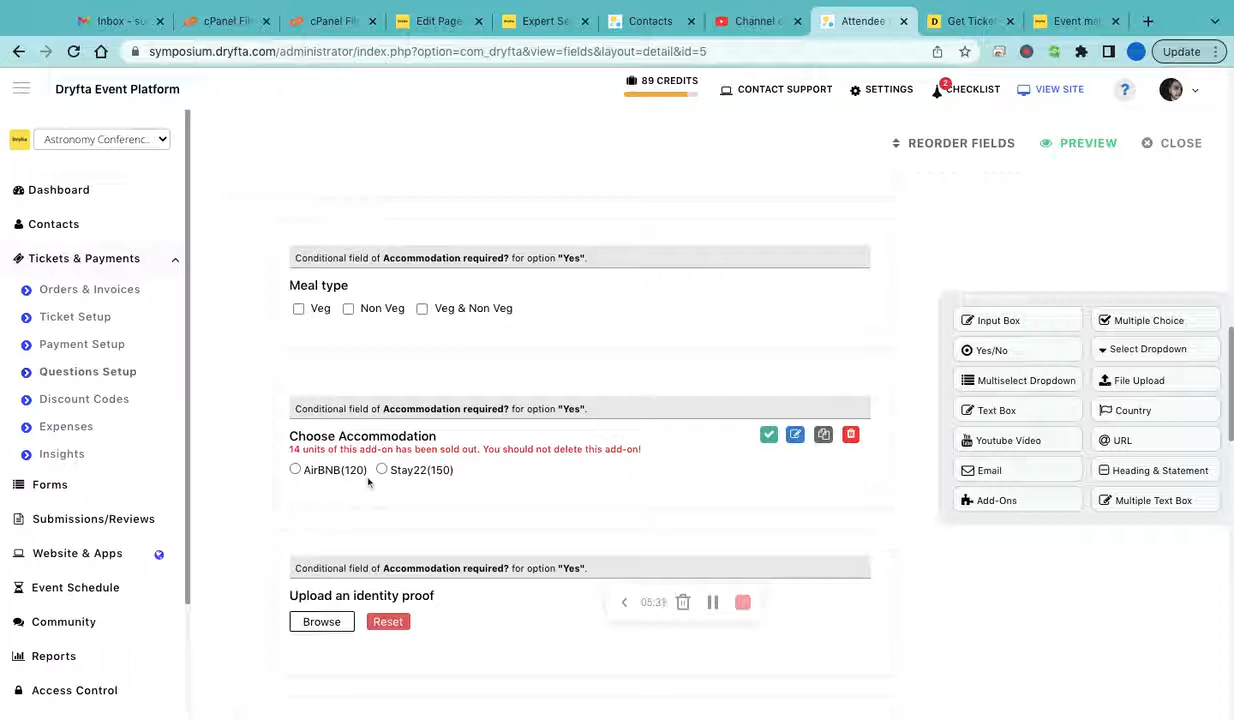 Inbox - su
cPanel File
cPanel File
Edit Page
Expert Se
Contacts
Channel c
Attendee
Get Ticke
Event ma
symposium.dryfta.com/administrator/index.php?option=com_dryfta&view=fields&layout=detail&id=5
Update
Dryfta Event Platform
89 CREDITS
CONTACT SUPPORT
SETTINGS
2
CHECKLIST
VIEW SITE
?
Dryfta
Astronomy Conferenc..
REORDER FIELDS
PREVIEW
CLOSE
Dashboard
Contacts
Tickets & Payments
Orders & Invoices
Ticket Setup
Payment Setup
Questions Setup
Discount Codes
Expenses
Insights
Forms
Submissions/Reviews
Website & Apps
Event Schedule
Community
Reports
Access Control
Conditional field of Accommodation required? for option "Yes".
Meal type
Veg Non Veg Veg & Non Veg
Conditional field of Accommodation required? for option "Yes".
Choose Accommodation
14 units of this add-on has been sold out. You should not delete this add-on!
AirBNB(120) Stay22(150)
Conditional field of Accommodation required? for option "Yes".
Upload an identity proof
Browse Reset
Input Box Multiple Choice
Yes/No Select Dropdown
Multiselect Dropdown File Upload
Text Box Country
Youtube Video URL
Email Heading & Statement
Add-Ons Multiple Text Box